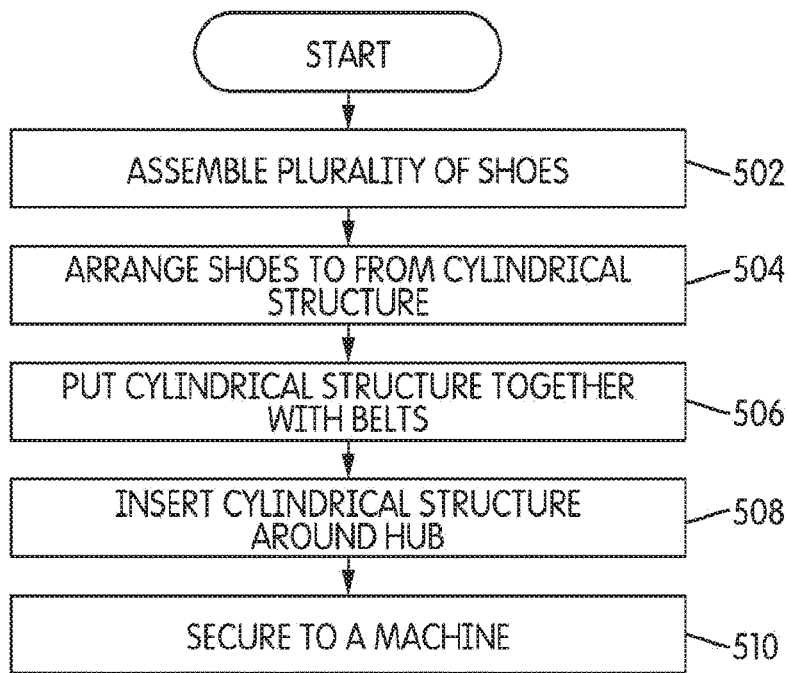 START
ASSEMBLE PLURALITY OF SHOES
502
ARRANGE SHOES TO FROM CYLINDRICAL
STRUCTURE
504
PUT CYLINDRICAL STRUCTURE TOGETHER
WITH BELTS
506
INSERT CYLINDRICAL STRUCTURE
AROUND HUB
508
SECURE TO A MACHINE
510